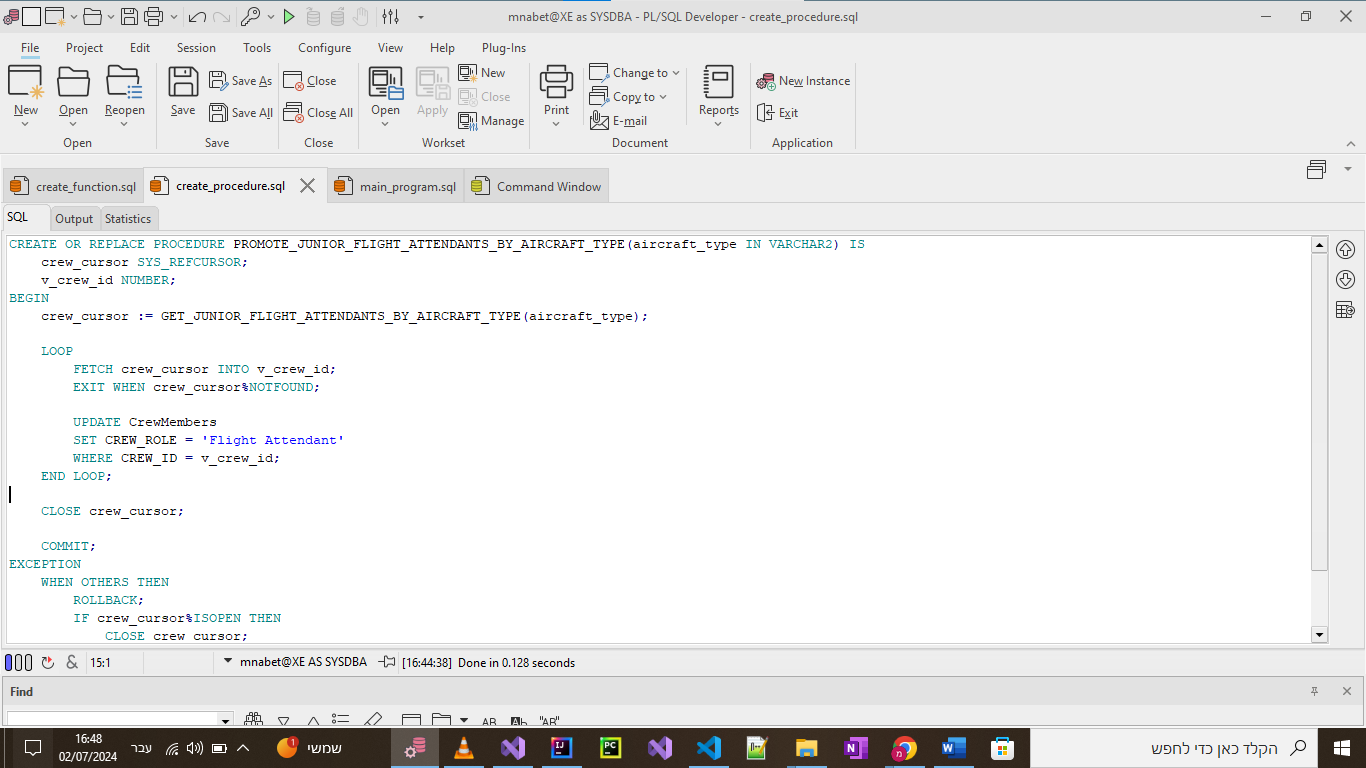 mnabet@XE as SYSDBA - PL/SQL Developer - create_procedure.sql
File Project Edit Session Tools Configure View Help Plug-Ins
New Open Reopen Save Save As Save All Close Close All Open Apply New Close Manage Print Change to Copy to E-mail Reports New Instance Exit
Open Save Close Workset Document Application
create_function.sql create_procedure.sql main_program.sql Command Window
SQL Output Statistics
CREATE OR REPLACE PROCEDURE PROMOTE_JUNIOR_FLIGHT_ATTENDANTS_BY_AIRCRAFT_TYPE(aircraft_type IN VARCHAR2) IS
crew_cursor SYS_REFCURSOR;
v_crew_id NUMBER;
BEGIN
crew_cursor := GET_JUNIOR_FLIGHT_ATTENDANTS_BY_AIRCRAFT_TYPE(aircraft_type);
LOOP
FETCH crew_cursor INTO v_crew_id;
EXIT WHEN crew_cursor%NOTFOUND;
UPDATE CrewMembers
SET CREW_ROLE = 'Flight Attendant'
WHERE CREW_ID = v_crew_id;
END LOOP;
CLOSE crew_cursor;
COMMIT;
EXCEPTION
WHEN OTHERS THEN
ROLLBACK;
IF crew_cursor%ISOPEN THEN
CLOSE crew_cursor;
& 15:1 mnabet@XE AS SYSDBA [16:44:38] Done in 0.128 seconds
Find
AB Ab "AB"
16:48
02/07/2024
עבר
1
שמשי
הקלד כאן כדי לחפש